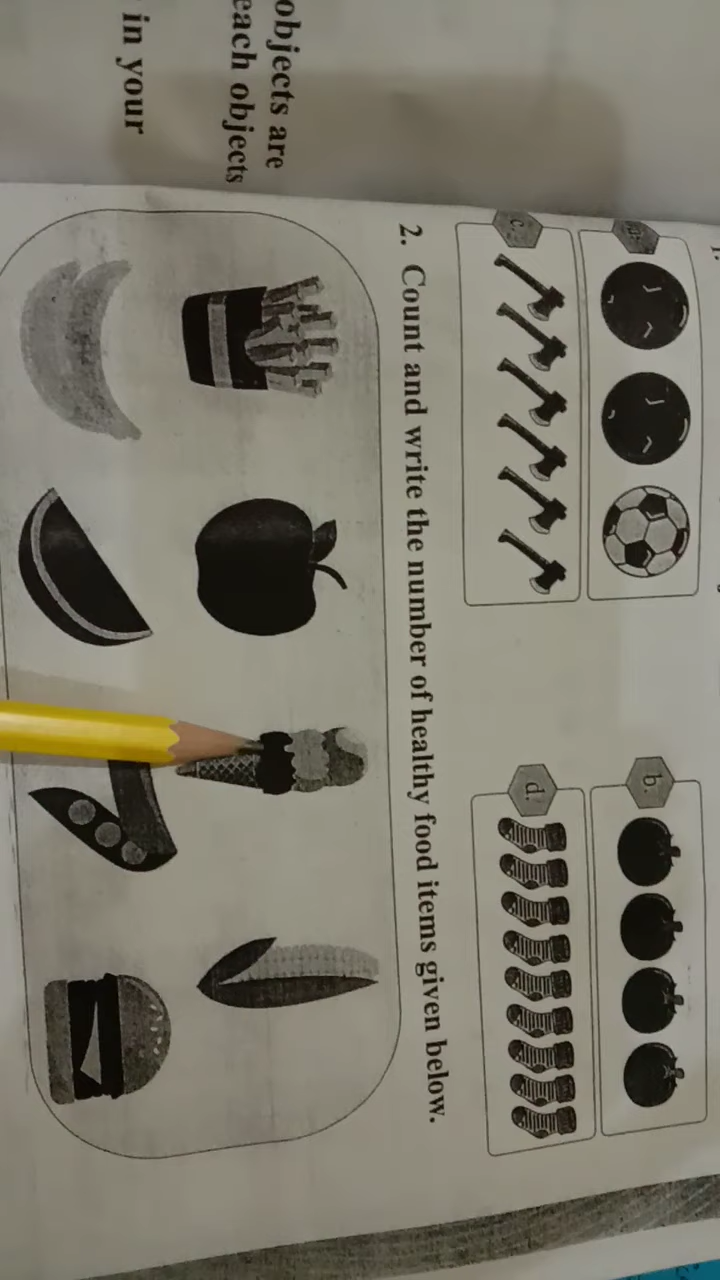 objects are
each objects
in your
a.
b.
c.
d.
2. Count and write the number of healthy food items given below.